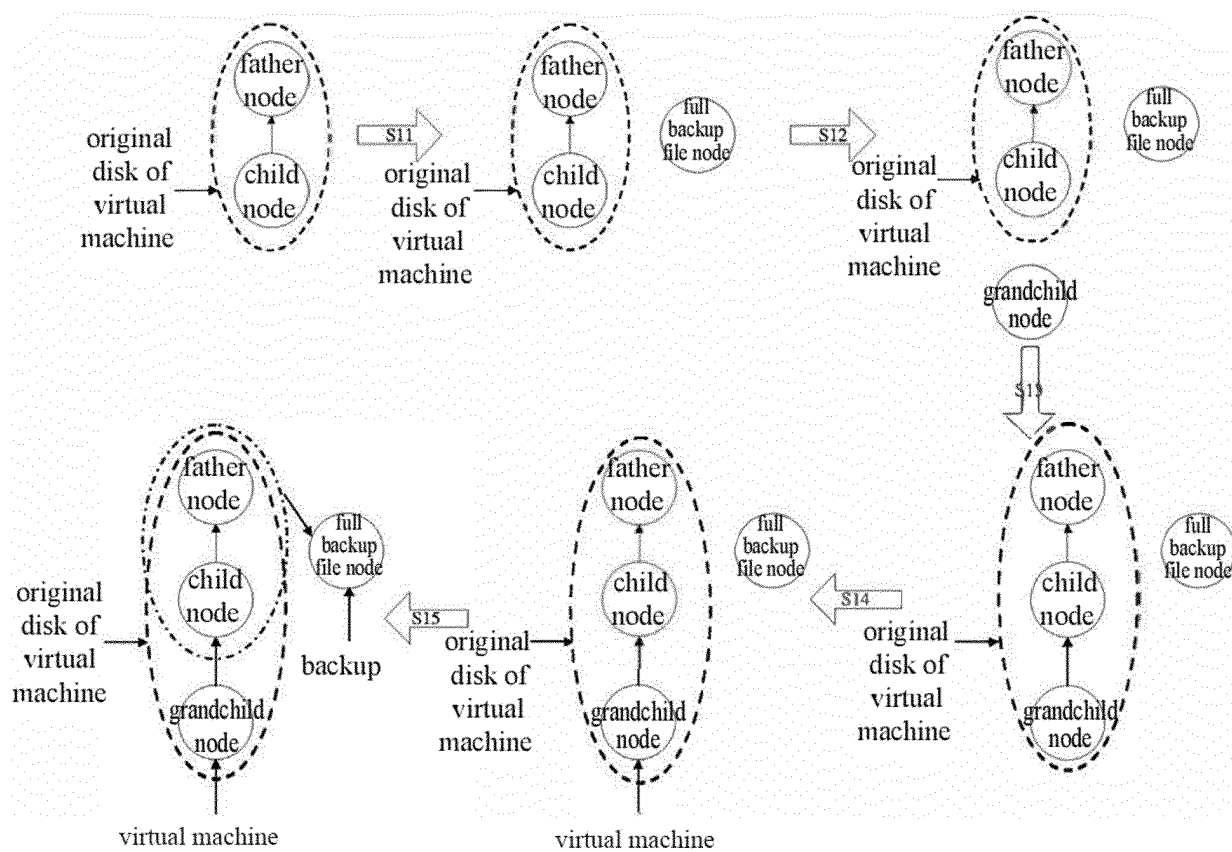 father
node
child
node
original
disk of
virtual
machine
S11
father
node
child
node
full
backup
file node
original
disk of
virtual
machine
S12
father
node
child
node
full
backup
file node
original
disk of
virtual
machine
grandchild
node
S13
father
node
child
node
grandchild
node
full
backup
file node
original
disk of
virtual
machine
S14
father
node
child
node
grandchild
node
full
backup
file node
original
disk of
virtual
machine
virtual machine
S15
father
node
child
node
grandchild
node
full
backup
file node
backup
original
disk of
virtual
machine
virtual machine